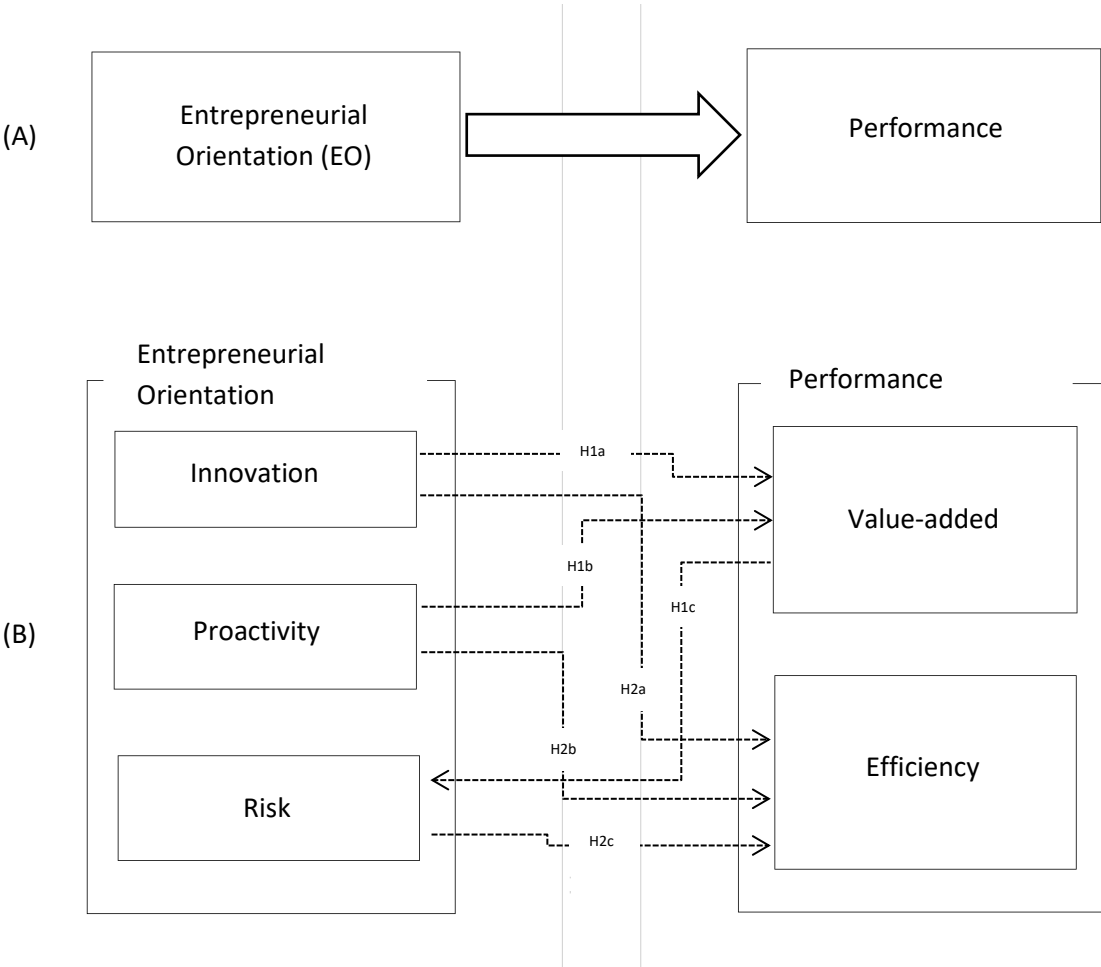 (A)
Entrepreneurial
Orientation (EO)
Performance
(B)
Entrepreneurial
Orientation
Performance
Innovation
H1a
Value-added
H1b
H1c
Proactivity
H2a
H2b
Efficiency
Risk
H2c